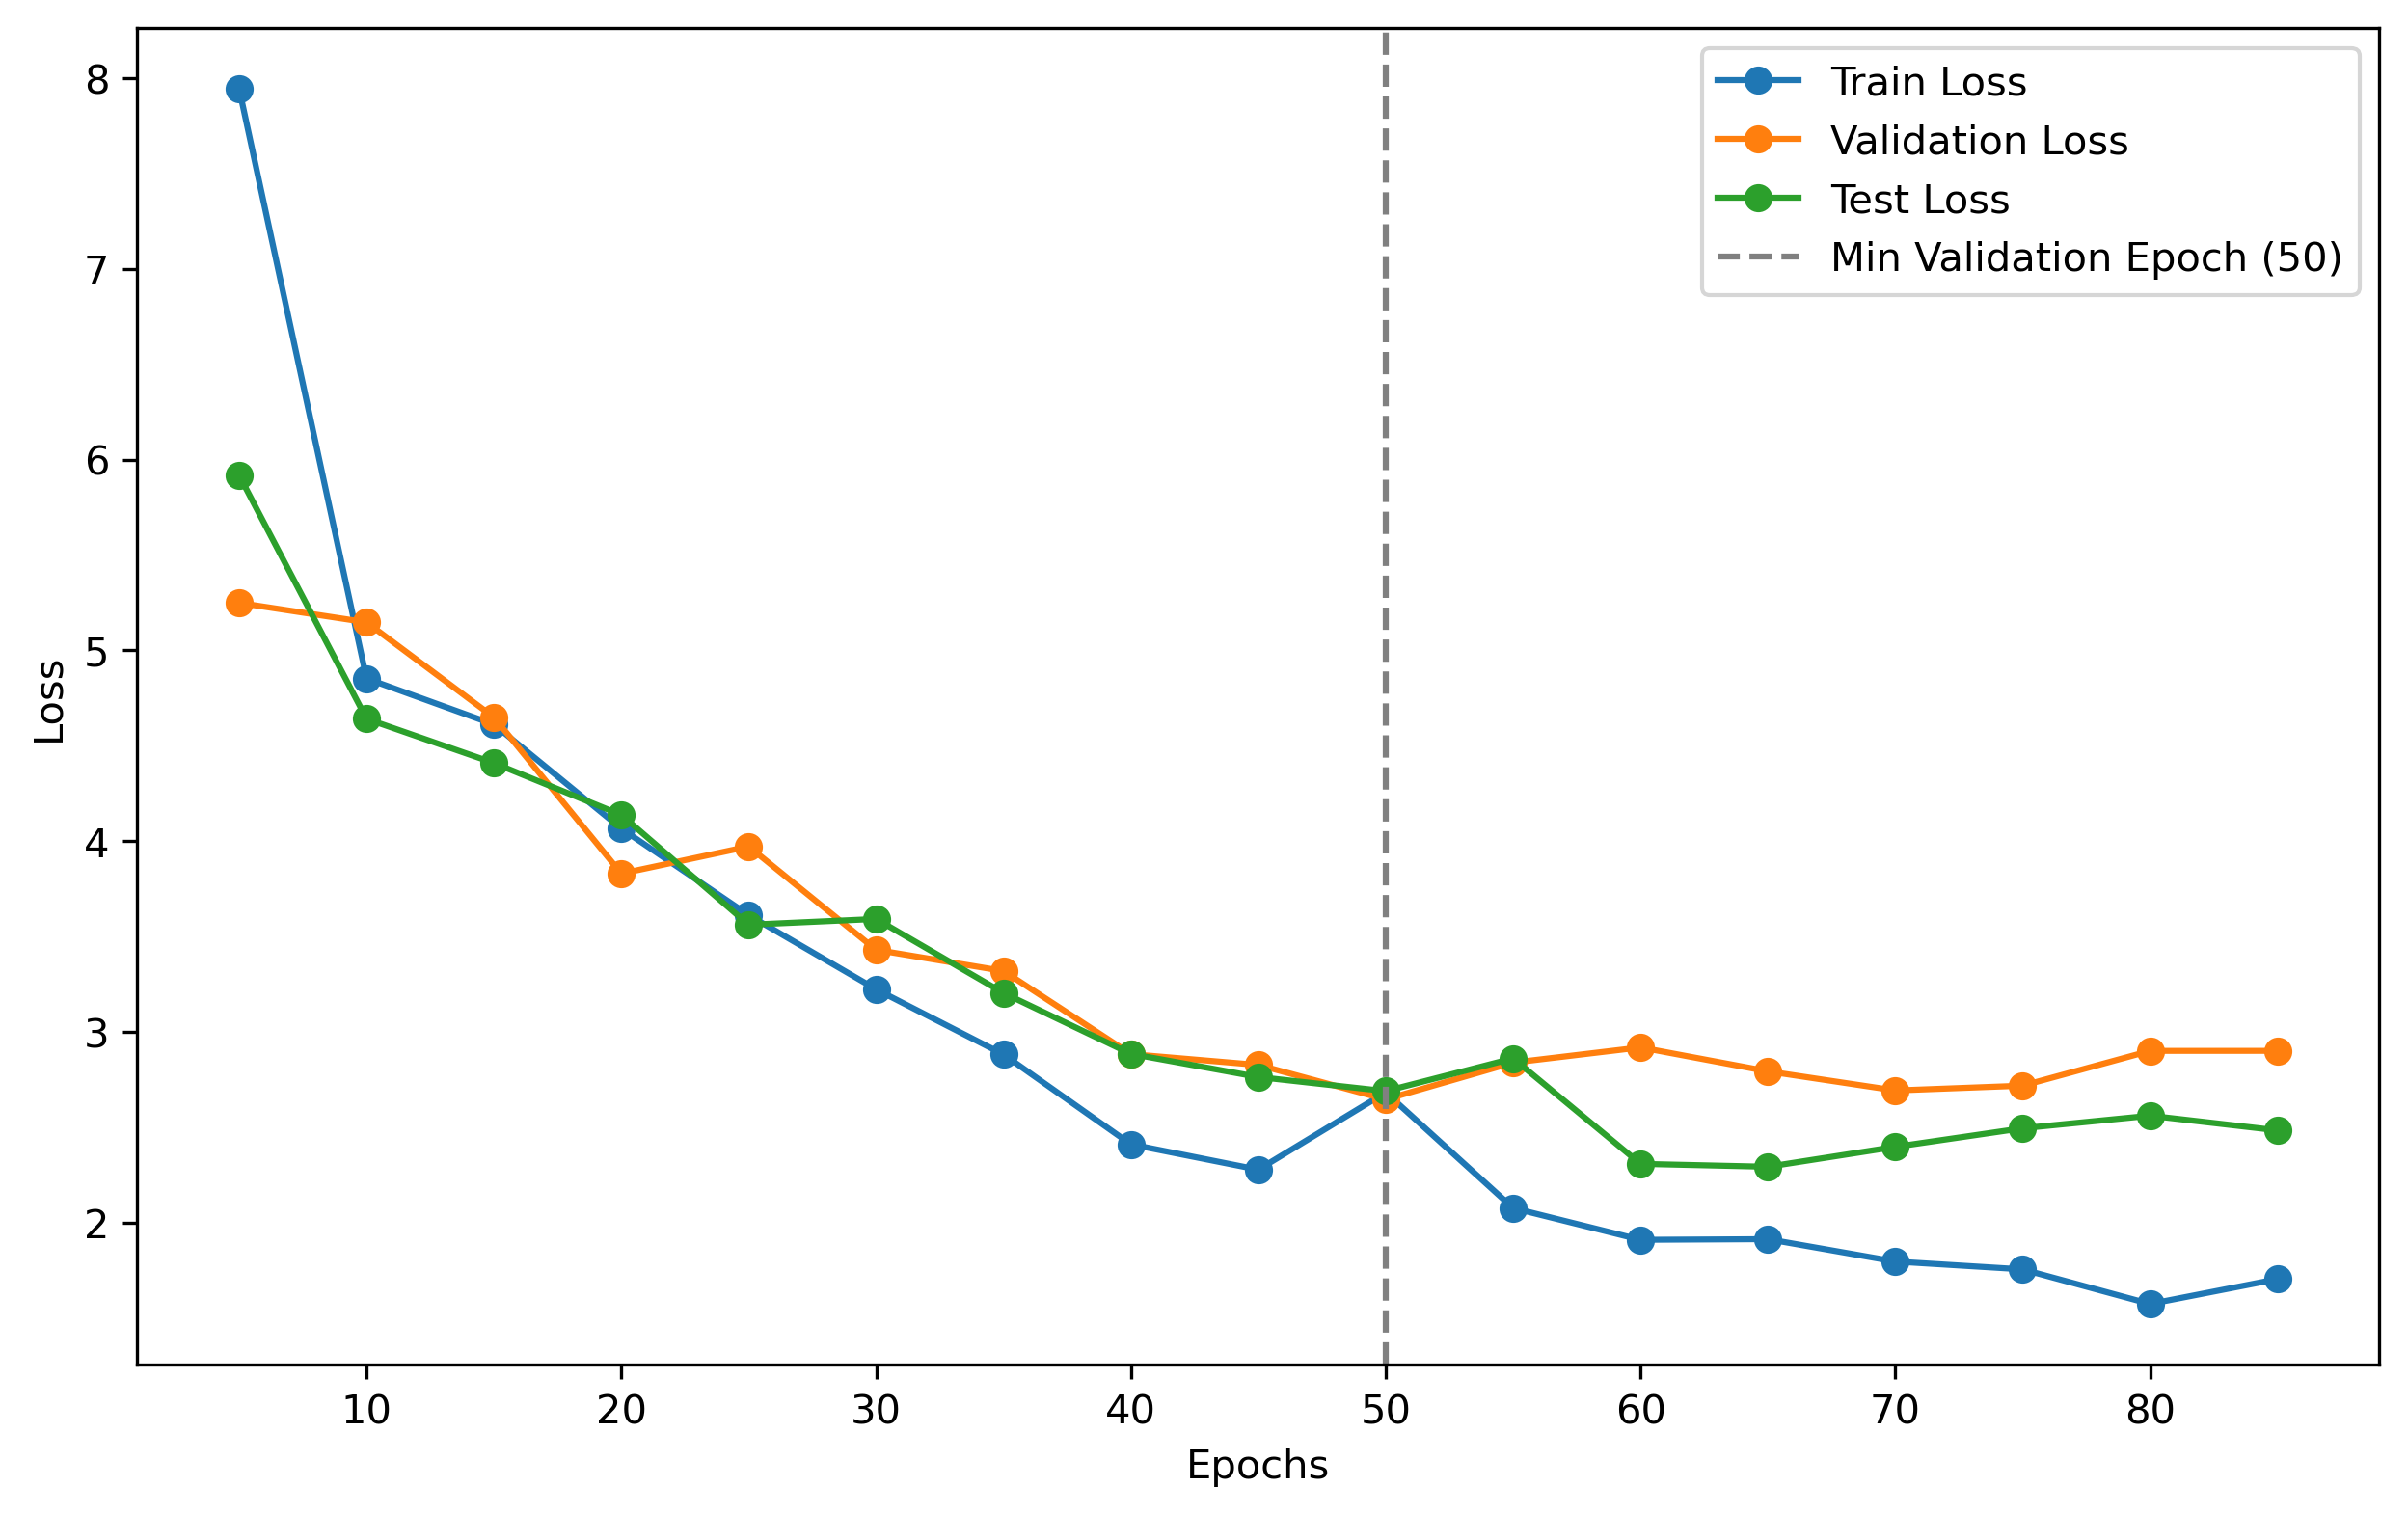 8
7
6
5
4
3
2
Loss
10 20 30 40 50 60 70 80
Epochs
Train Loss
Validation Loss
Test Loss
Min Validation Epoch (50)